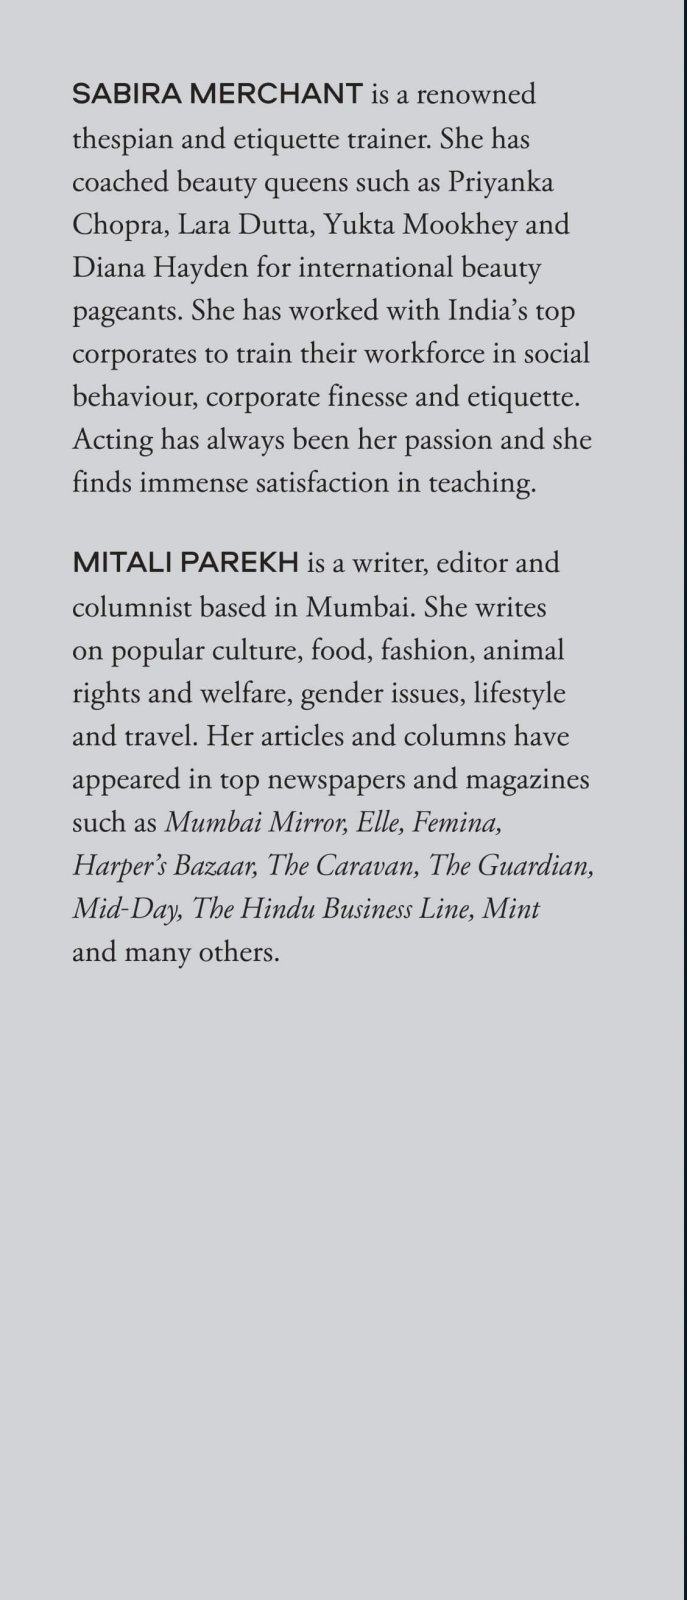 SABIRA MERCHANT is a renowned
thespian and etiquette trainer. She has
coached beauty queens such as Priyanka
Chopra, Lara Dutta, Yukta Mookhey and
Diana Hayden for international beauty
pageants. She has worked with India’s top
corporates to train their workforce in social
behaviour, corporate finesse and etiquette.
Acting has always been her passion and she
finds immense satisfaction in teaching.
MITALI PAREKH is a writer, editor and
columnist based in Mumbai. She writes
on popular culture, food, fashion, animal
rights and welfare, gender issues, lifestyle
and travel. Her articles and columns have
appeared in top newspapers and magazines
such as Mumbai Mirror, Elle, Femina,
Harper’s Bazaar, The Caravan, The Guardian,
Mid-Day, The Hindu Business Line, Mint
and many others.